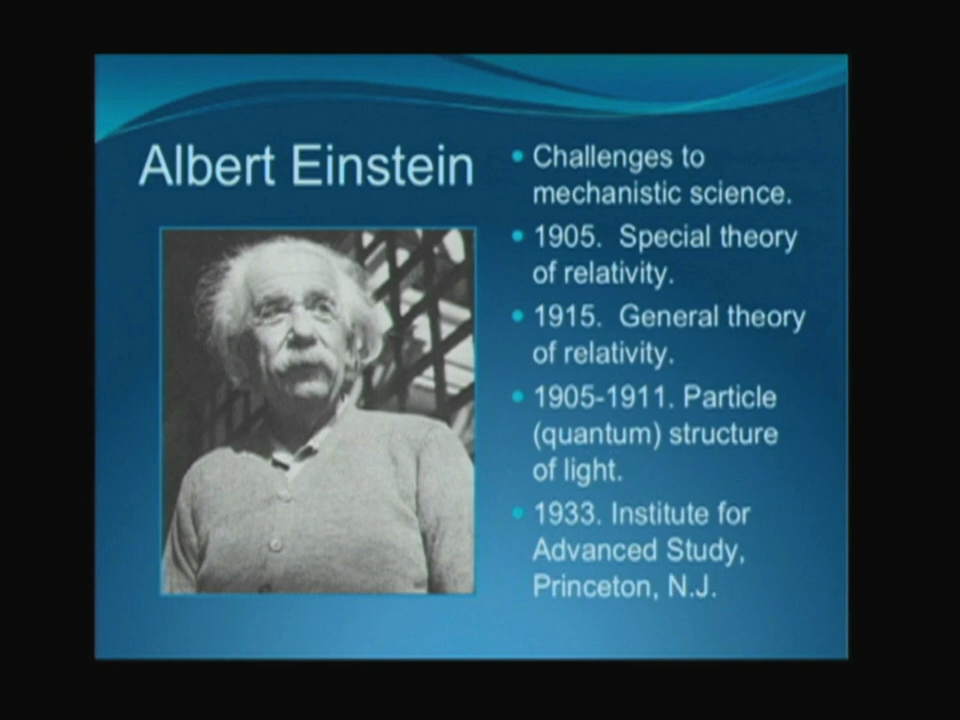 Albert Einstein
Challenges to
mechanistic science.
1905. Special theory
of relativity.
1915. General theory
of relativity.
1905-1911. Particle
(quantum) structure
of light.
1933. Institute for
Advanced Study,
Princeton, N.J.